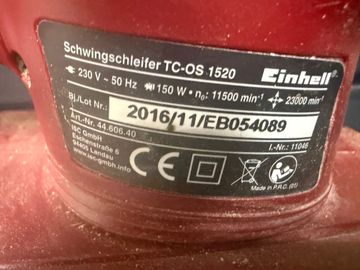 Schwingschleifer TC-OS 1520
Einhell
230 V ~ 50 Hz 150 W • n₀: 11500 min⁻¹ 23000 min⁻¹
BJ./Lot Nr.: 2016/11/EB054089
Art.-Nr. 44.606.40 I.-Nr.: 11046
ISC GmbH
Eschenstraße 6
94405 Landau
www.isc-gmbh.info
CE
Made in P.R.C. (01)